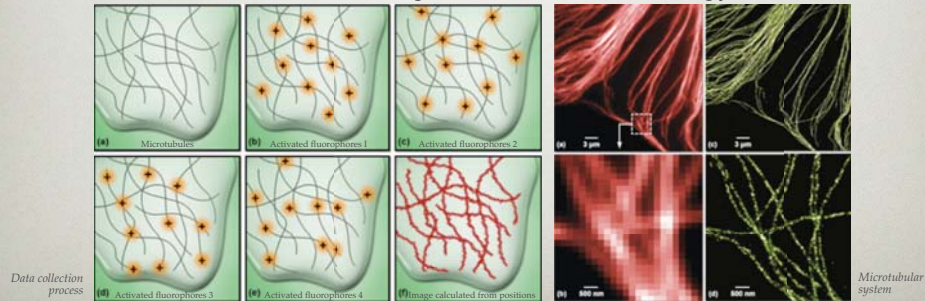 (a) Microtubules
(b) Activated fluorophores 1
(c) Activated fluorophores 2
(a) 3 µm
(c) 3 µm
Data collection
process
(d) Activated fluorophores 3
(e) Activated fluorophores 4
(f) Image calculated from positions
(b) 500 nm
(d) 500 nm
Microtubular
system